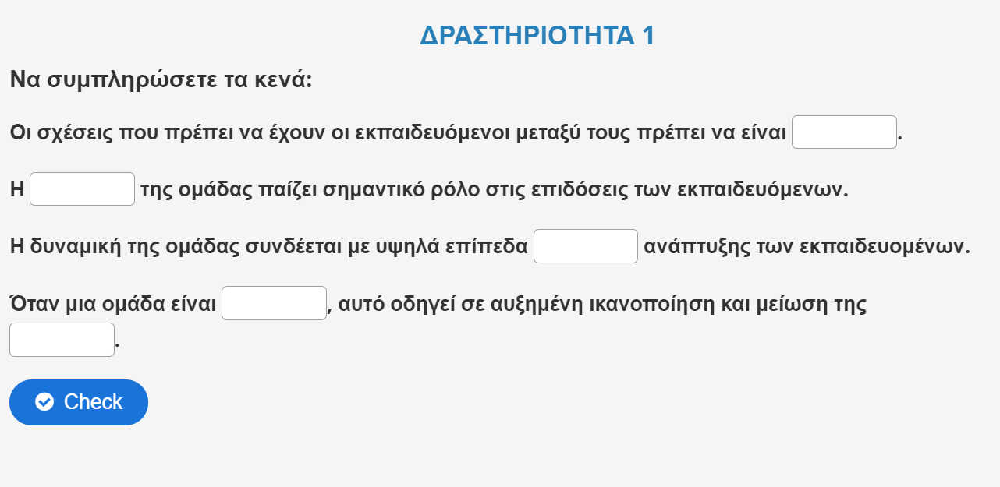 ΔΡΑΣΤΗΡΙΟΤΗΤΑ 1
Να συμπληρώσετε τα κενά:
Οι σχέσεις που πρέπει να έχουν οι εκπαιδευόμενοι μεταξύ τους πρέπει να είναι .
Η της ομάδας παίζει σημαντικό ρόλο στις επιδόσεις των εκπαιδευόμενων.
Η δυναμική της ομάδας συνδέεται με υψηλά επίπεδα ανάπτυξης των εκπαιδευομένων.
Όταν μια ομάδα είναι , αυτό οδηγεί σε αυξημένη ικανοποίηση και μείωση της
.
Check